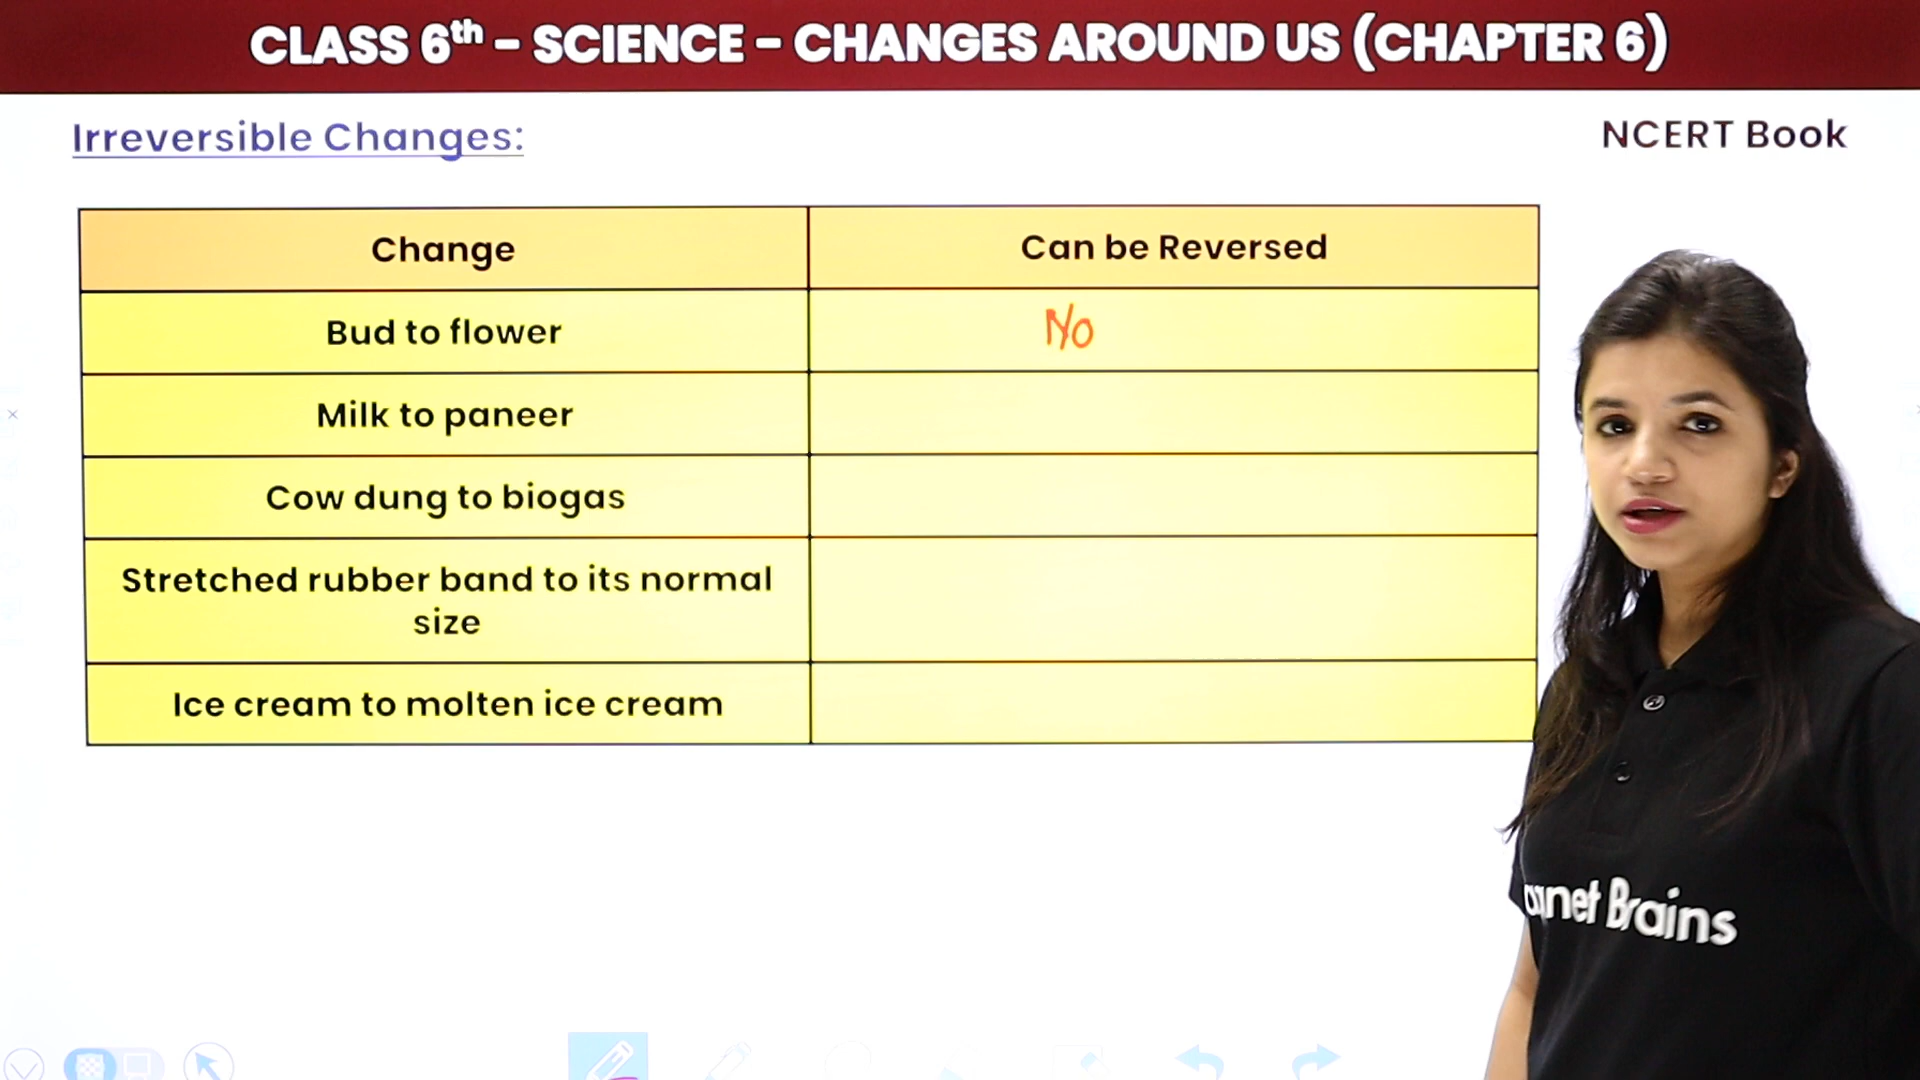 CLASS 6th - SCIENCE - CHANGES AROUND US (CHAPTER 6)
Irreversible Changes:
NCERT Book
Change
Can be Reversed
Bud to flower
No
Milk to paneer
Cow dung to biogas
Stretched rubber band to its normal
size
Ice cream to molten ice cream
anet Brains